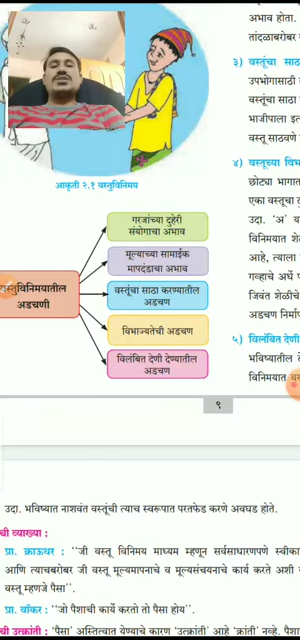 अभाव होता.
तांदळाबरोबर
३) वस्तूंचा साठ
उपभोगासाठी
वस्तूंचा साठा
भाजीपाला इत
वस्तू साठवणे
आकृती २.१ वस्तुविनिमय
४) वस्तूच्या विभ
छोट्या भागात
एका वस्तूचा दु
उदा. ‘अ’ य
विनिमयात शे
आहे, त्याला
गव्हाचे अर्धे
जिवंत शेळीचे
अडचण निर्माण
५) विलंबित देणी
भविष्यातील
विनिमयात
गरजांच्या दुहेरी
संयोगाचा अभाव
मूल्याच्या सामाईक
मापदंडाचा अभाव
वस्तुविनिमयातील
अडचणी
वस्तूंचा साठा करण्यातील
अडचण
विभाज्यतेची अडचण
विलंबित देणी देण्यातील
अडचण
९
उदा. भविष्यात नाशवंत वस्तूंची त्याच स्वरूपात परतफेड करणे अवघड होते.
ची व्याख्या :
प्रा. क्राऊथर : ‘‘जी वस्तू विनिमय माध्यम म्हणून सर्वसाधारणपणे स्वीका
आणि त्याचबरोबर जी वस्तू मूल्यमापनाचे व मूल्यसंचयनाचे कार्य करते अशी
वस्तू म्हणजे पैसा’’.
प्रा. वॉकर : ‘‘जो पैशाची कार्ये करतो तो पैसा होय’’.
ची उत्क्रांती : ‘पैसा’ अस्तित्वात येण्याचे कारण ‘उत्क्रांती’ आहे ‘क्रांती’ नव्हे. पैशा